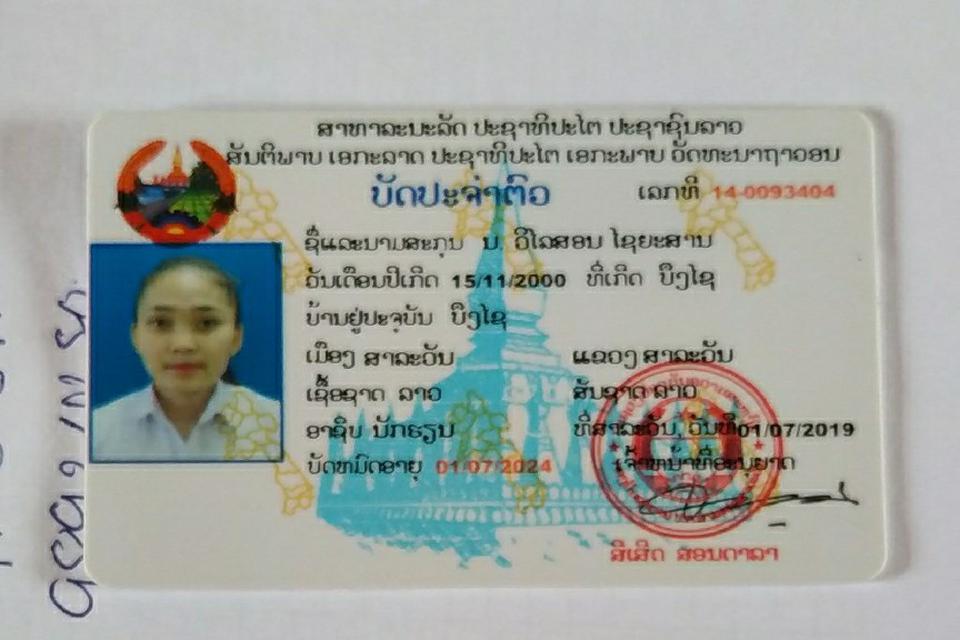 ສາທາລະນະລັດ ປະຊາທິປະໄຕ ປະຊາຊົນລາວ
ສັນຕິພາບ ເອກະລາດ ປະຊາທິປະໄຕ ເອກະພາບ ວັດທະນາຖາວອນ
ບັດປະຈຳຕົວ ເລກທີ 14-0093404
ຊື່ແລະນາມສະກຸນ ນ. ວິໄລສອນ ໄຊຍະສານ
ວັນເດືອນປີເກີດ 15/11/2000 ທີ່ເກີດ ບຶງໄຊ
ບ້ານຢູ່ປະຈຸບັນ ບຶງໄຊ
ເມືອງ ສາລະວັນ ແຂວງ ສາລະວັນ
ເຊື້ອຊາດ ລາວ ສັນຊາດ ລາວ
ອາຊີບ ນັກຮຽນ ທີ່ສາລະວັນ, ວັນທີ 01/07/2019
ບັດຫມົດອາຍຸ 01/07/2024 ເຈົ້າຫນ້າທີ່ອະນຸຍາດ
ສີເສີດ ສອນດາລາ